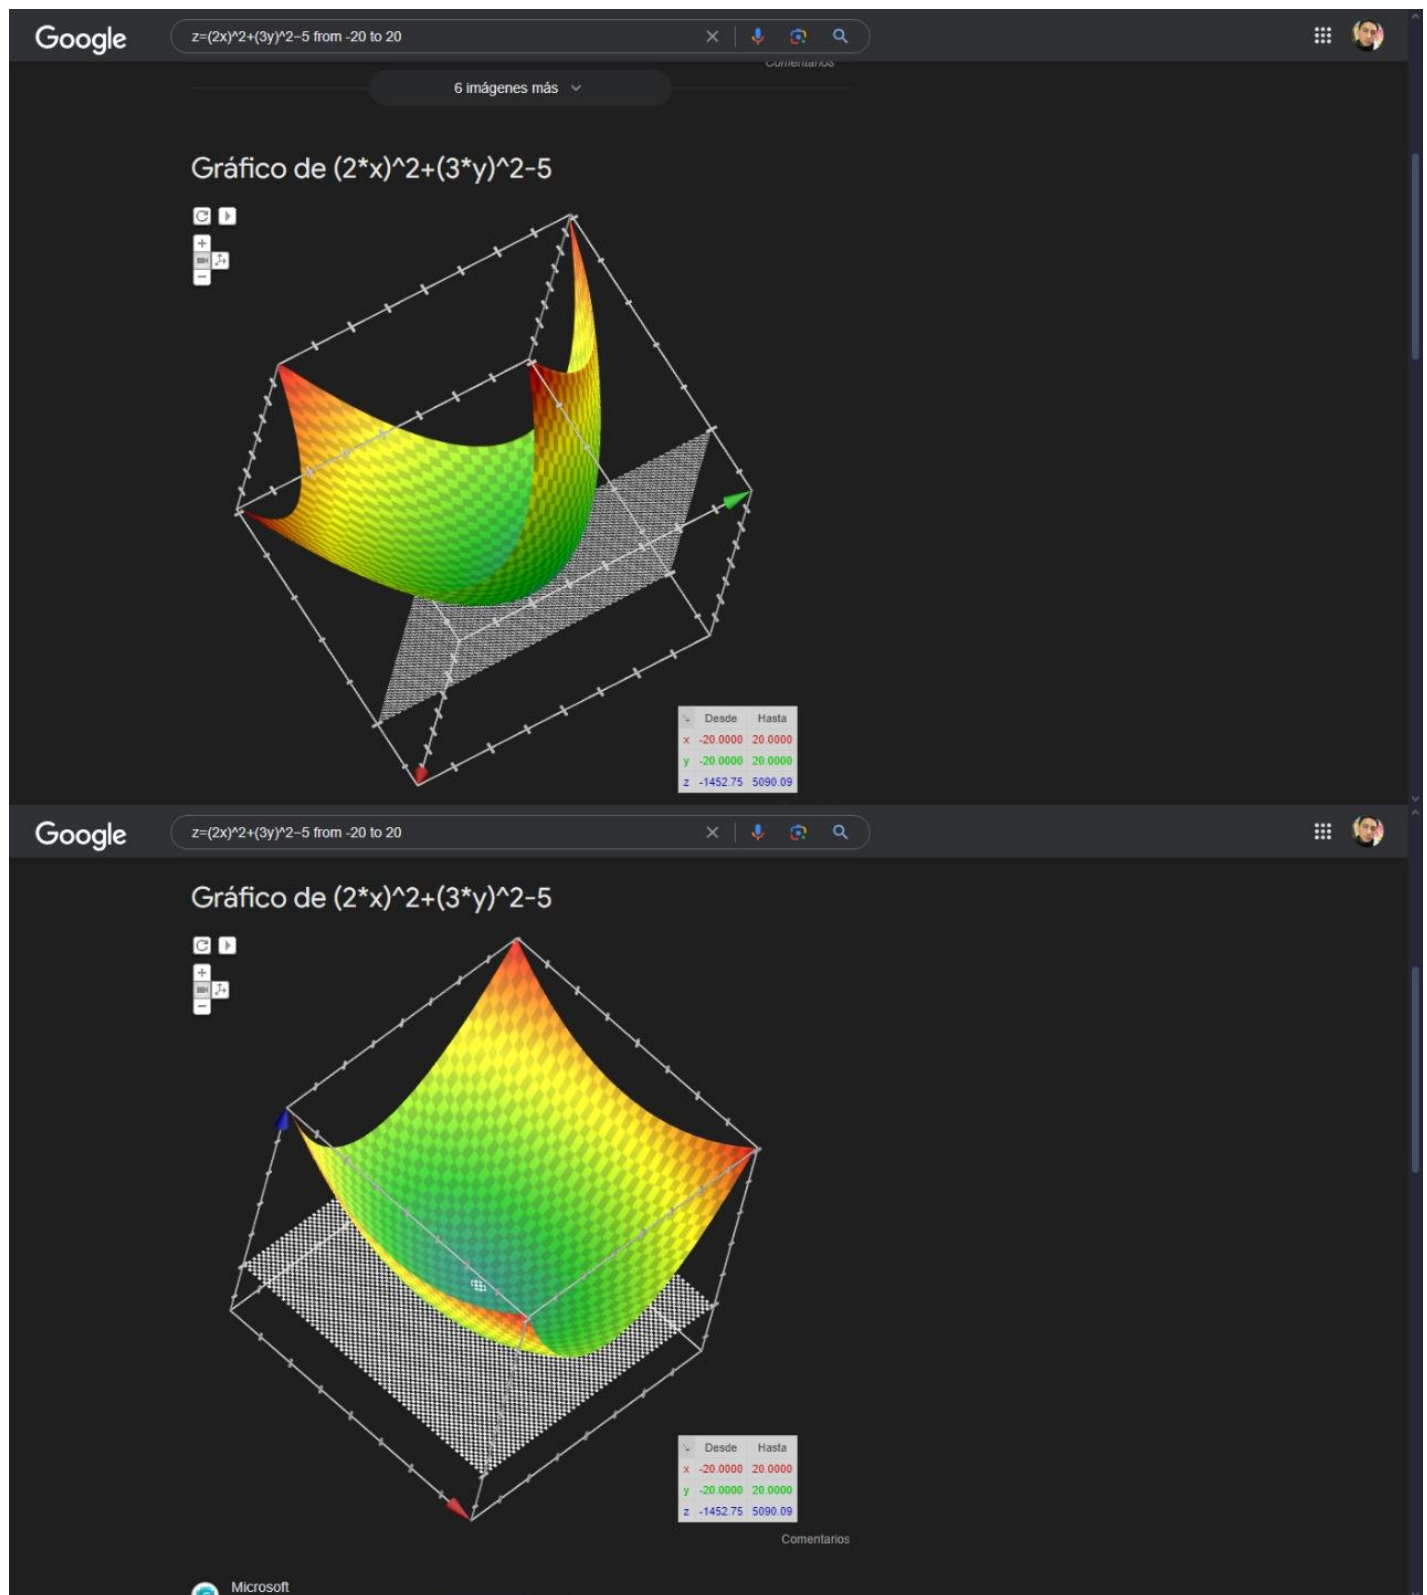 Google
z=(2x)^2+(3y)^2−5 from -20 to 20
Comentarios
6 imágenes más
Gráfico de (2*x)^2+(3*y)^2-5
Desde Hasta
x -20.0000 20.0000
y -20.0000 20.0000
z -1452.75 5090.09
Google
z=(2x)^2+(3y)^2−5 from -20 to 20
Gráfico de (2*x)^2+(3*y)^2-5
Desde Hasta
x -20.0000 20.0000
y -20.0000 20.0000
z -1452.75 5090.09
Comentarios
Microsoft